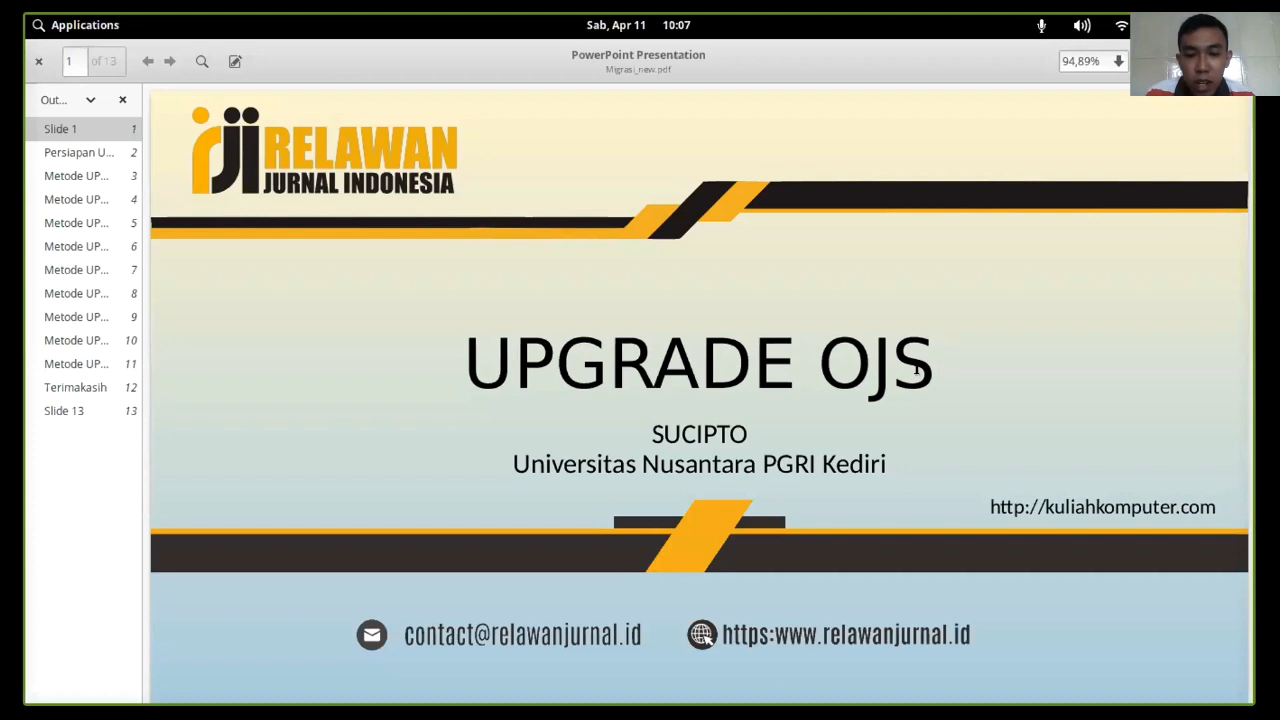 Applications
Sab, Apr 11 10:07
1 of 13
PowerPoint Presentation
Migrasi_new.pdf
94,89%
Out...
Slide 1 1
Persiapan U... 2
Metode UP... 3
Metode UP... 4
Metode UP... 5
Metode UP... 6
Metode UP... 7
Metode UP... 8
Metode UP... 9
Metode UP... 10
Metode UP... 11
Terimakasih 12
Slide 13 13
rji RELAWAN
JURNAL INDONESIA
UPGRADE OJS
SUCIPTO
Universitas Nusantara PGRI Kediri
http://kuliahkomputer.com
contact@relawanjurnal.id
https:www.relawanjurnal.id